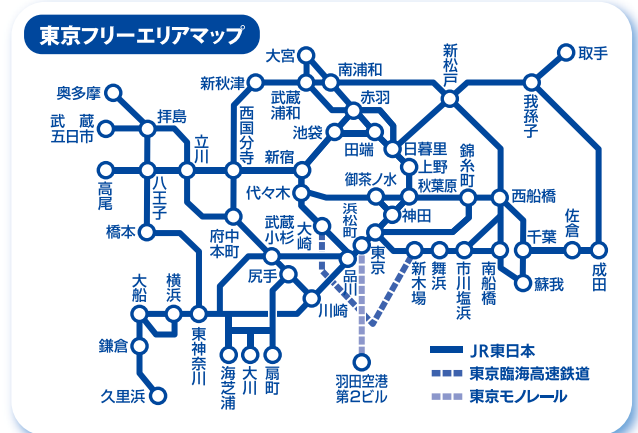 東京フリーエリアマップ
大宮
新松戸
取手
新秋津
南浦和
奥多摩
武蔵
浦和
赤羽
我孫子
武蔵
五日市
拝島
立川
西国分寺
池袋
田端
日暮里
錦糸町
新宿
上野
高尾
八王子
御茶ノ水
秋葉原
西船橋
代々木
浜松町
神田
佐倉
橋本
府中
本町
武蔵
小杉
大崎
東京
千葉
尻手
品川
新木場
舞浜
市川塩浜
南船橋
蘇我
成田
大船
横浜
川崎
東神奈川
鎌倉
久里浜
海芝浦
大川
扇町
羽田空港
第2ビル
JR東日本
東京臨海高速鉄道
東京モノレール